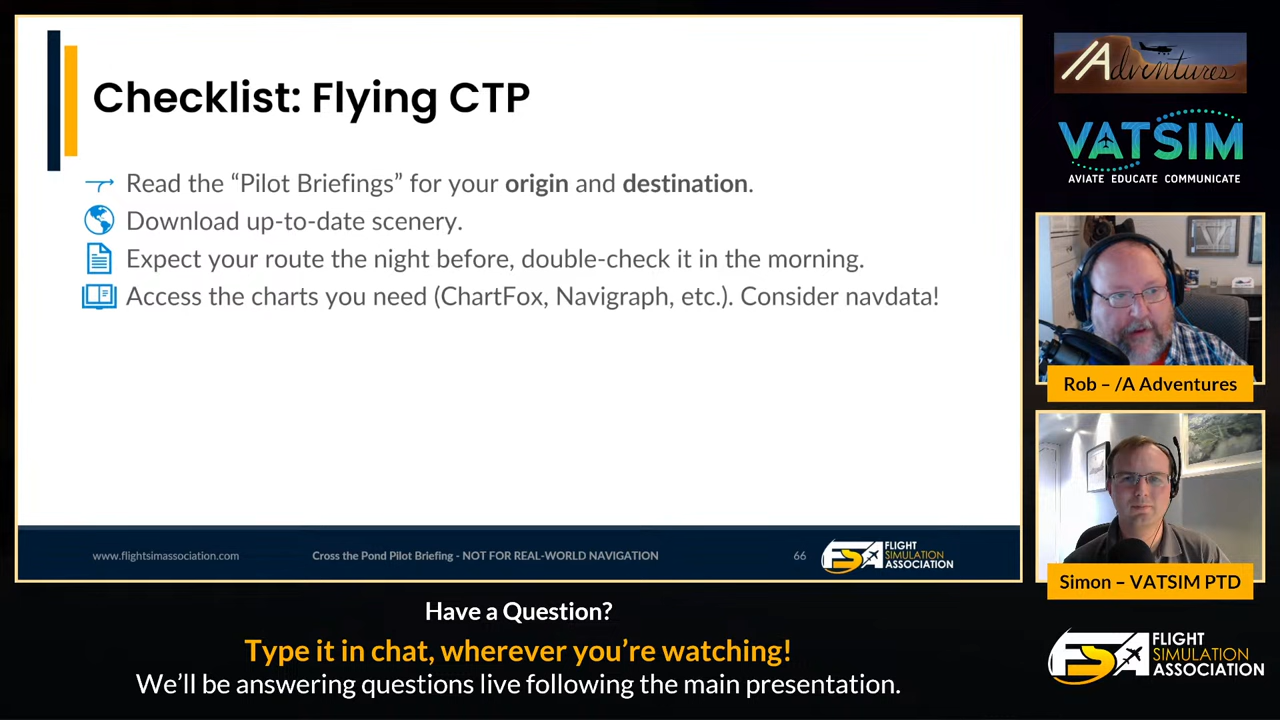 Checklist: Flying CTP
Read the “Pilot Briefings” for your origin and destination.
Download up-to-date scenery.
Expect your route the night before, double-check it in the morning.
Access the charts you need (ChartFox, Navigraph, etc.). Consider navdata!
www.flightsimassociation.com
Cross the Pond Pilot Briefing - NOT FOR REAL-WORLD NAVIGATION
66
FSA
FLIGHT
SIMULATION
ASSOCIATION
/Adventures
VATSIM
AVIATE EDUCATE COMMUNICATE
Rob – /A Adventures
Simon – VATSIM PTD
Have a Question?
Type it in chat, wherever you’re watching!
We’ll be answering questions live following the main presentation.
FSA
FLIGHT
SIMULATION
ASSOCIATION